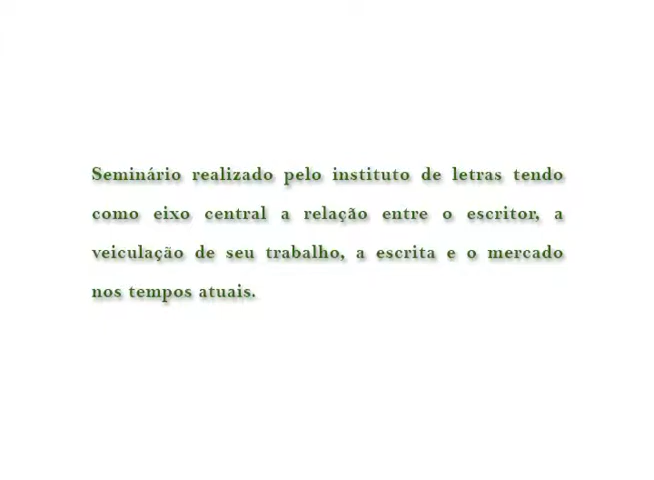 Seminário realizado pelo instituto de letras tendo
como eixo central a relação entre o escritor, a
veiculação de seu trabalho, a escrita e o mercado
nos tempos atuais.